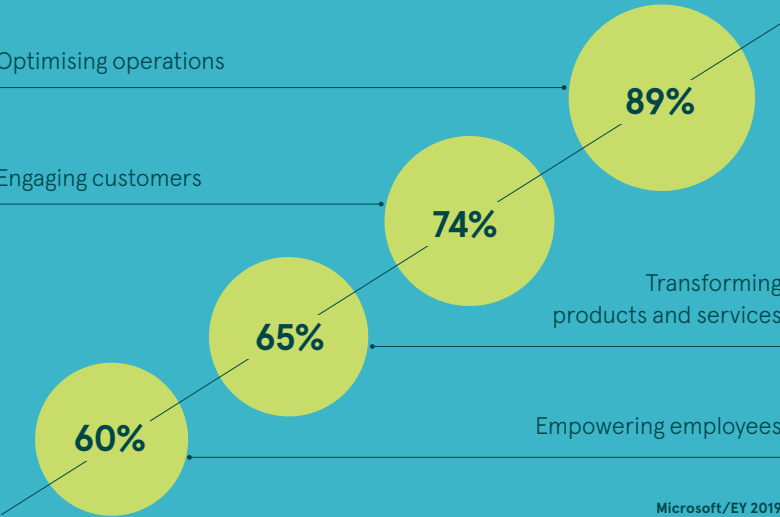 Optimising operations
89%
Engaging customers
74%
Transforming
products and services
65%
Empowering employees
60%
Microsoft/EY 2019